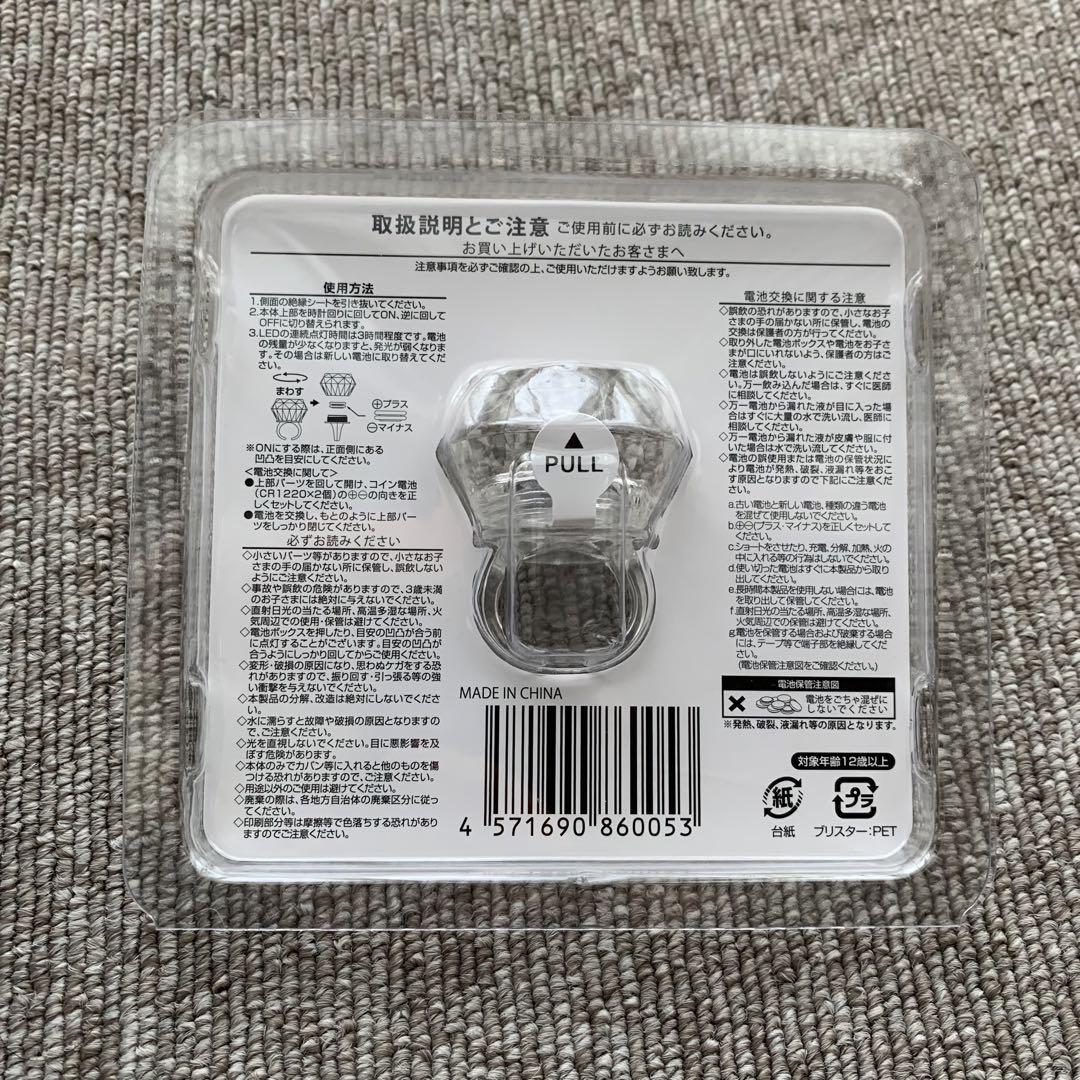 取扱説明とご注意 ご使用前に必ずお読みください。
お買い上げいただいたお客さまへ
注意事項を必ずご確認の上、ご使用いただけますようお願い致します。
使用方法
1.側面の絶縁シートを引き抜いてください。
2.本体上部を時計回りに回してON、逆に回して
OFFに切り替えられます。
3.LEDの連続点灯時間は3時間程度です。電池
の残量が少なくなりますと、発光が弱くなりま
す。その場合は新しい電池に取り替えてくだ
さい。
まわす
⊕プラス
⊖マイナス
※ONにする際は、正面側にある
凹凸を目安にしてください。
<電池交換に関して>
●上部パーツを回して開け、コイン電池
(CR1220×2個)の⊕⊖の向きを正
しくセットしてください。
●電池を交換し、もとのように上部パー
ツをしっかり閉じてください。
必ずお読みください
◇小さいパーツ等がありますので、小さなお子
さまの手の届かない所に保管し、誤飲しない
ようにご注意ください。
◇事故や誤飲の危険がありますので、3歳未満
のお子さまには絶対に与えないでください。
◇直射日光の当たる場所、高温多湿な場所、火
気周辺での使用・保管は避けてください。
◇電池ボックスを押したり、目安の凹凸が合う前
に点灯することがございます。目安の凹凸が
合うようにしっかり回してからご使用ください。
◇変形・破損の原因になり、思わぬケガをする恐
れがありますので、振り回す・引っ張る等の強
い衝撃を与えないでください。
◇本製品の分解、改造は絶対にしないでくださ
い。
◇水に濡らすと故障や破損の原因となりますの
で、ご注意ください。
◇光を直視しないでください。目に悪影響を及
ぼす危険があります。
◇本体のみでカバン等に入れると他のものを傷
つける恐れがありますので、ご注意ください。
◇用途以外のご使用は避けてください。
◇廃棄の際は、各地方自治体の廃棄区分に従っ
てください。
◇印刷部分等は摩擦等で色落ちする恐れがあり
ますのでご注意ください。
PULL
MADE IN CHINA
4 571690 860053
電池交換に関する注意
◇誤飲の恐れがありますので、小さなお子
さまの手の届かない所に保管し、電池の
交換は保護者の方が行ってください。
◇取り外した電池ボックスや電池をお子さ
まが口にいれないよう、保護者の方はご
注意ください。
◇電池は誤飲しないようにご注意くださ
い。万一飲み込んだ場合は、すぐに医師
に相談してください。
◇万一電池から漏れた液が目に入った場
合はすぐに大量の水で洗い流し、医師に
相談してください。
◇万一電池から漏れた液が皮膚や服に付
いた場合は水で洗い流してください。
◇電池の誤使用または電池の保管状況に
より電池が発熱、破裂、液漏れ等をおこ
す原因となりますので下記にご注意くだ
さい。
a.古い電池と新しい電池、種類の違う電池
を混ぜて使用しないでください。
b.⊕⊖(プラス・マイナス)を正しくセットして
ください。
c.ショートをさせたり、充電、分解、加熱、火の
中に入れる等の行為はしないでください。
d.使い切った電池はすぐに本製品から取り
出してください。
e.長時間本製品を使用しない場合には、電池
を取り出して保管してください。
f.直射日光の当たる場所、高温多湿な場所、
火気周辺での保管は避けてください。
g.電池を保管する場合および破棄する場合
には、テープ等で端子部を絶縁してくださ
い。
(電池保管注意図をご確認ください。)
電池保管注意図
電池をごちゃ混ぜに
しないでください
※発熱、破裂、液漏れ等の原因となります。
対象年齢12歳以上
紙
プラ
台紙
ブリスター:PET